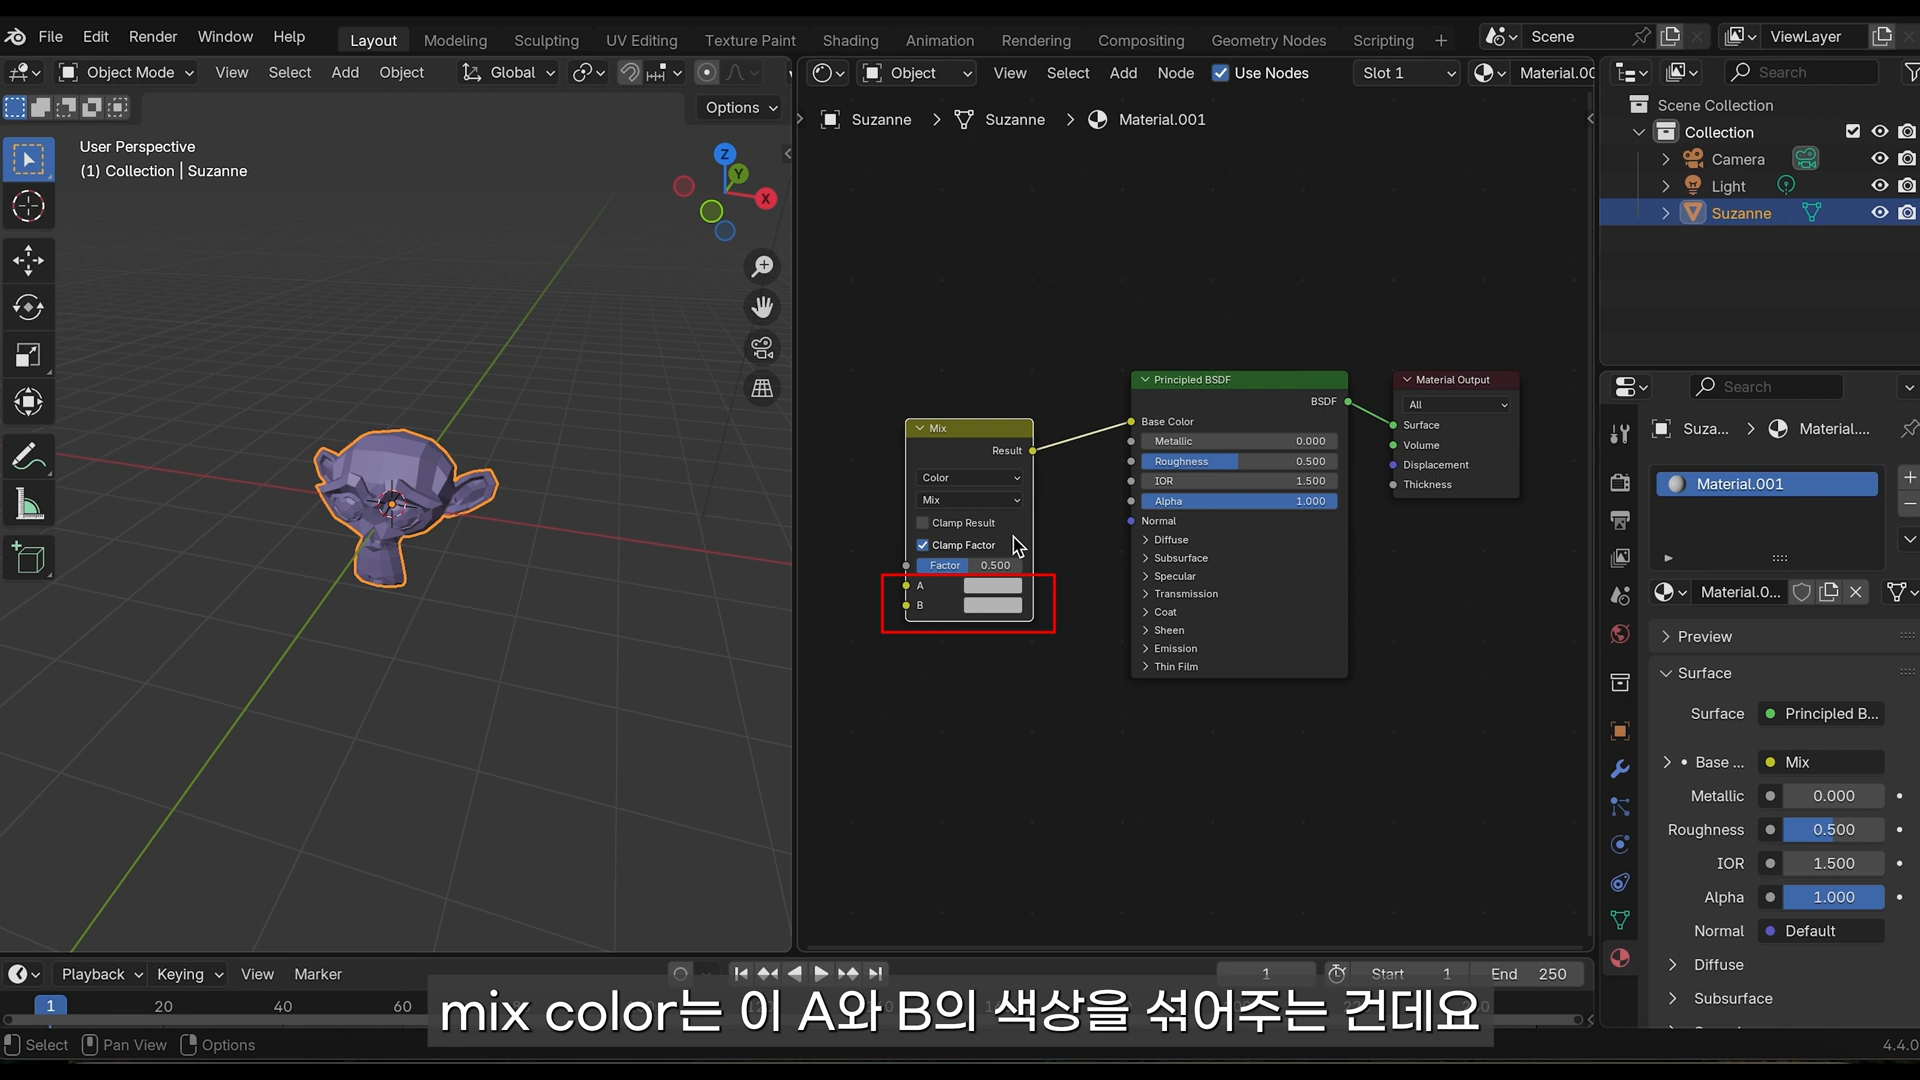 File Edit Render Window Help Layout Modeling Sculpting UV Editing Texture Paint Shading Animation Rendering Compositing Geometry Nodes Scripting + Scene ViewLayer
Object Mode View Select Add Object Global
Options
User Perspective
(1) Collection | Suzanne
Z
Y
X
Object View Select Add Node Use Nodes Slot 1 Material.00
Suzanne > Suzanne > Material.001
Mix
Result
Color
Mix
Clamp Result
Clamp Factor
Factor 0.500
A
B
Principled BSDF
BSDF
Base Color
Metallic 0.000
Roughness 0.500
IOR 1.500
Alpha 1.000
Normal
Diffuse
Subsurface
Specular
Transmission
Coat
Sheen
Emission
Thin Film
Material Output
All
Surface
Volume
Displacement
Thickness
Search
Scene Collection
Collection
Camera
Light
Suzanne
Search
Suza... > Material....
Material.001
Material.0...
Preview
Surface
Surface Principled B...
Base ... Mix
Metallic 0.000
Roughness 0.500
IOR 1.500
Alpha 1.000
Normal Default
Diffuse
Subsurface
Playback Keying View Marker 1 Start 1 End 250
1 20 40 60
mix color는 이 A와 B의 색상을 섞어주는 건데요
Select Pan View Options 4.4.0